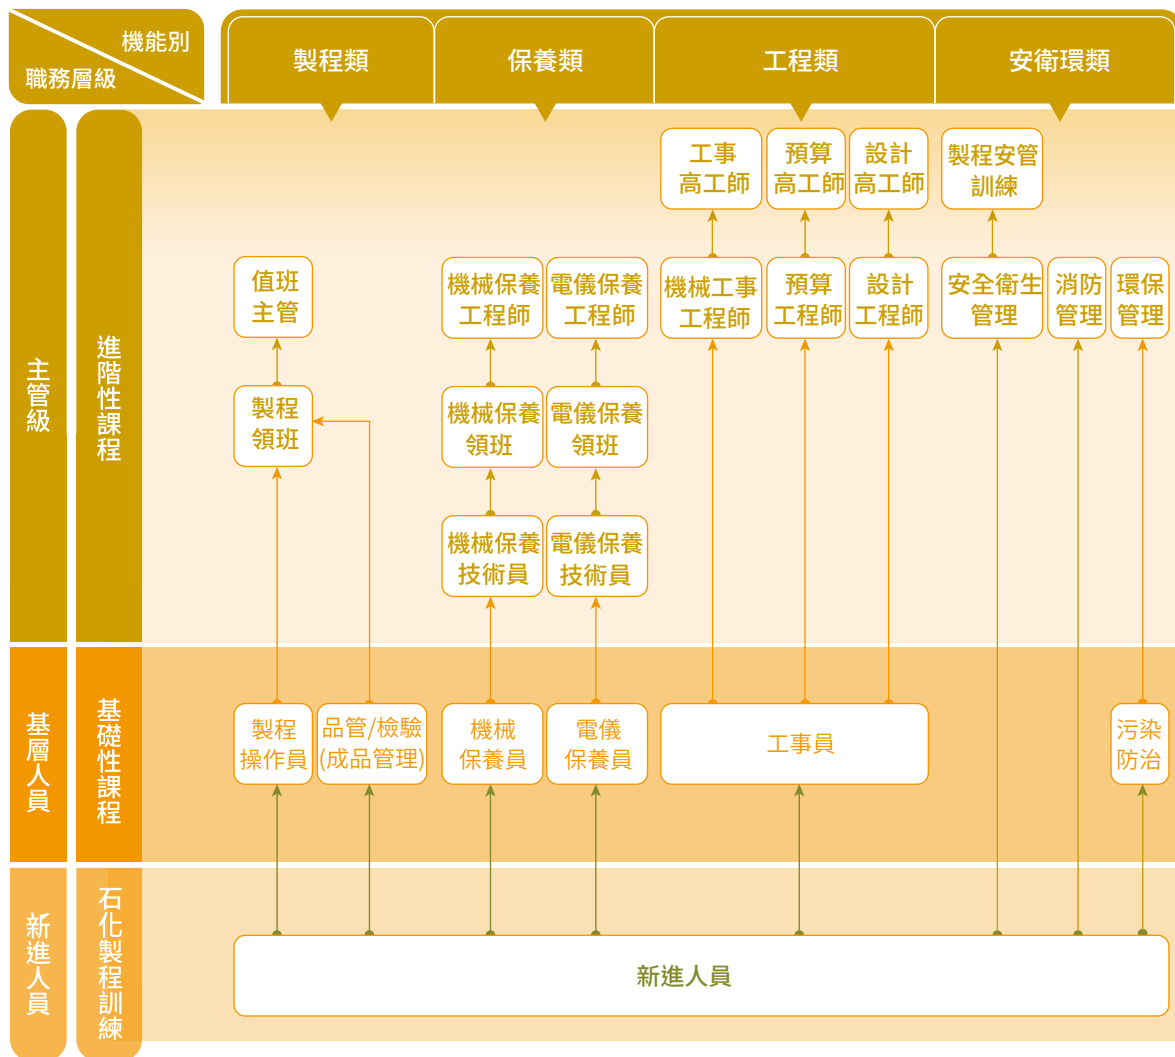 機能別
職務層級
製程類
保養類
工程類
安衛環類
主管級
進階性課程
工事
高工師
預算
高工師
設計
高工師
製程安管
訓練
值班
主管
機械保養
工程師
電儀保養
工程師
機械工事
工程師
預算
工程師
設計
工程師
安全衛生
管理
消防
管理
環保
管理
製程
領班
機械保養
領班
電儀保養
領班
機械保養
技術員
電儀保養
技術員
基層人員
基礎性課程
製程
操作員
品管/檢驗
(成品管理)
機械
保養員
電儀
保養員
工事員
污染
防治
新進人員
石化製程訓練
新進人員